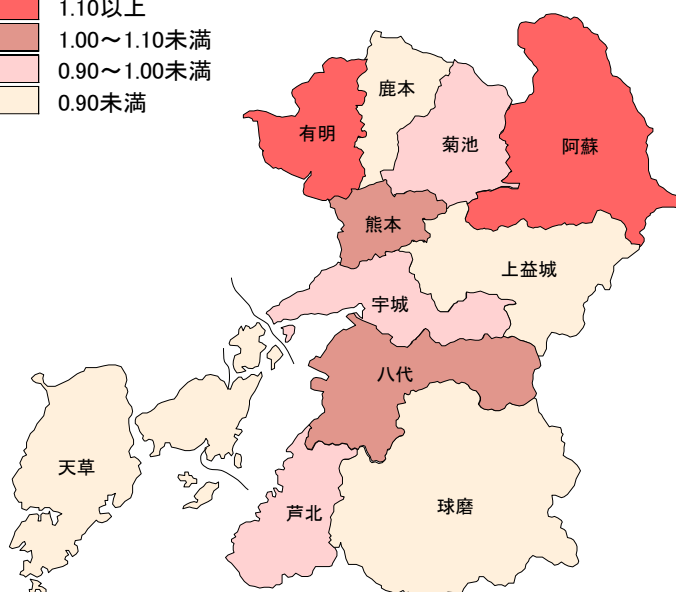 1.10以上
1.00～1.10未満
0.90～1.00未満
0.90未満
鹿本
有明
菊池
阿蘇
熊本
上益城
宇城
八代
天草
球磨
芦北